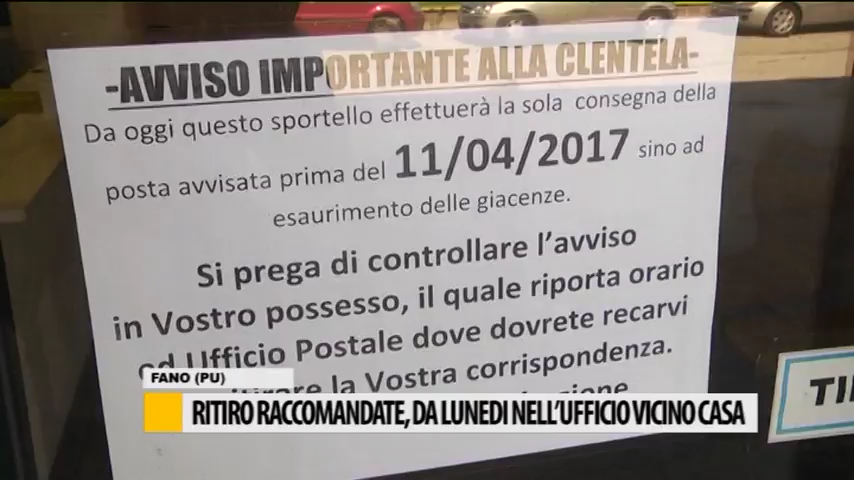 -AVVISO IMPORTANTE ALLA CLENTELA-
Da oggi questo sportello effettuerà la sola consegna della
posta avvisata prima del 11/04/2017 sino ad
esaurimento delle giacenze.
Si prega di controllare l'avviso
in Vostro possesso, il quale riporta orario
ed Ufficio Postale dove dovrete recarvi
la Vostra corrispondenza.
FANO (PU)
RITIRO RACCOMANDATE, DA LUNEDI NELL'UFFICIO VICINO CASA